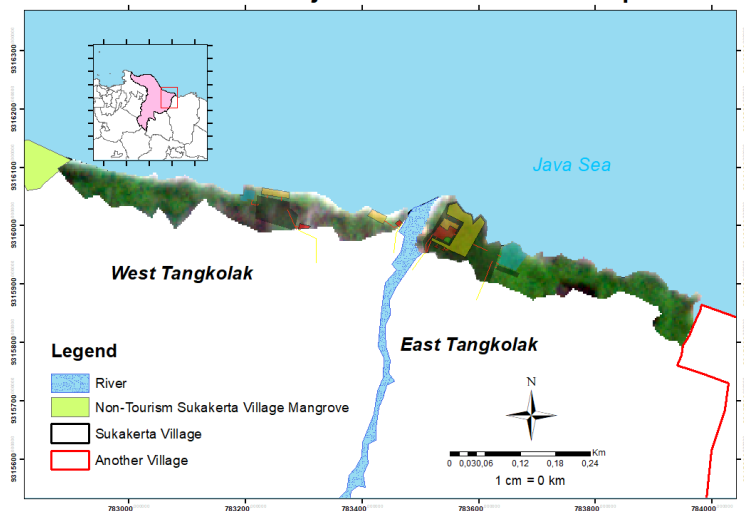 9316300
9316200
9316100
9316000
9315900
9315800
9315700
9315600
Java Sea
West Tangkolak
East Tangkolak
Legend
River
Non-Tourism Sukakerta Village Mangrove
Sukakerta Village
Another Village
N
Km
0 0,03 0,06 0,12 0,18 0,24
1 cm = 0 km
783000 783200 783400 783600 783800 784000